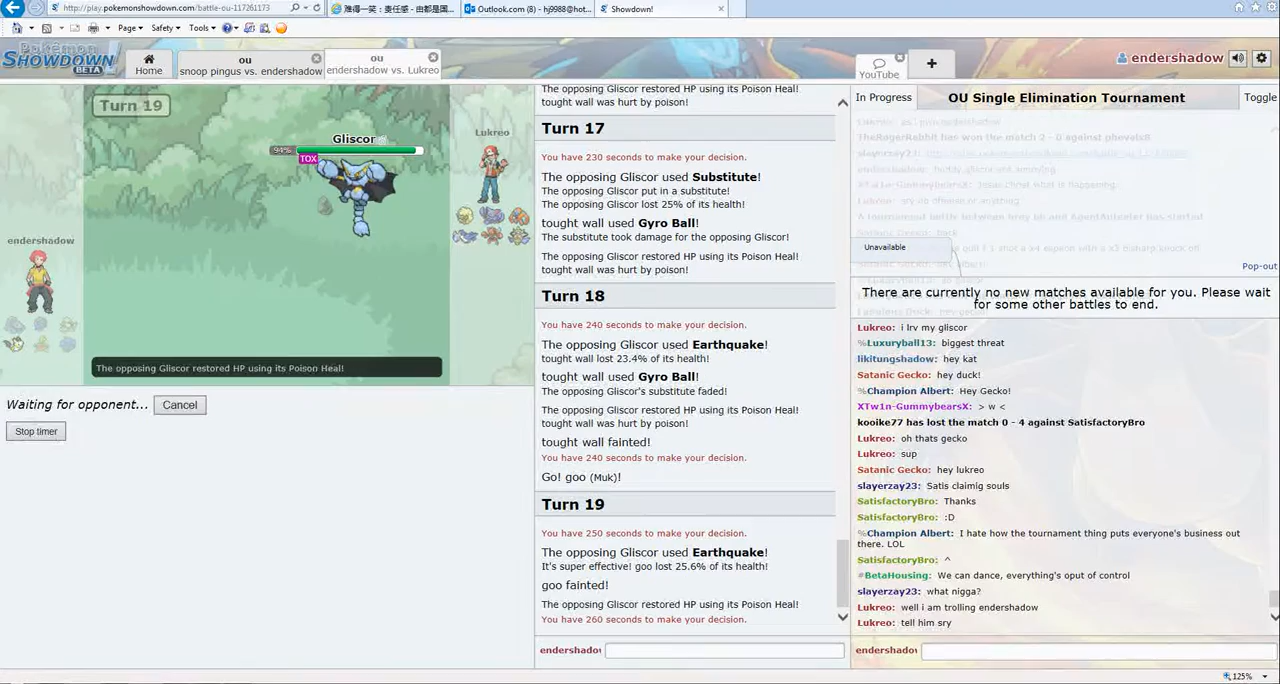 http://play.pokemonshowdown.com/battle-ou-117261173
Outlook.com (8) - hj9988@hot...
Showdown!
Page
Safety
Tools
Pokémon
SHOWDOWN
BETA
Home
ou
snoop pingus vs. endershadow
ou
endershadow vs. Lukreo
YouTube
endershadow
Turn 19
Gliscor
94%
TOX
Lukreo
endershadow
The opposing Gliscor restored HP using its Poison Heal!
Waiting for opponent...
Cancel
Stop timer
The opposing Gliscor restored HP using its Poison Heal!
tought wall was hurt by poison!
Turn 17
You have 230 seconds to make your decision.
The opposing Gliscor used Substitute!
The opposing Gliscor put in a substitute!
The opposing Gliscor lost 25% of its health!
tought wall used Gyro Ball!
The substitute took damage for the opposing Gliscor!
The opposing Gliscor restored HP using its Poison Heal!
tought wall was hurt by poison!
Turn 18
You have 240 seconds to make your decision.
The opposing Gliscor used Earthquake!
tought wall lost 23.4% of its health!
tought wall used Gyro Ball!
The opposing Gliscor's substitute faded!
The opposing Gliscor restored HP using its Poison Heal!
tought wall was hurt by poison!
tought wall fainted!
You have 240 seconds to make your decision.
Go! goo (Muk)!
Turn 19
You have 250 seconds to make your decision.
The opposing Gliscor used Earthquake!
It's super effective! goo lost 25.6% of its health!
goo fainted!
The opposing Gliscor restored HP using its Poison Heal!
You have 260 seconds to make your decision.
endershado
In Progress
OU Single Elimination Tournament
Toggle
TheRogerRabbit has won the match 2 - 0 against
slayerzay23:
Unavailable
Pop-out
There are currently no new matches available for you. Please wait
for some other battles to end.
Lukreo: i lrv my gliscor
%Luxuryball13: biggest threat
likitungshadow: hey kat
Satanic Gecko: hey duck!
%Champion Albert: Hey Gecko!
XTw1n-GummybearsX: > w <
kooike77 has lost the match 0 - 4 against SatisfactoryBro
Lukreo: oh thats gecko
Lukreo: sup
Satanic Gecko: hey lukreo
slayerzay23: Satis claimig souls
SatisfactoryBro: Thanks
SatisfactoryBro: :D
%Champion Albert: I hate how the tournament thing puts everyone's business out
there. LOL
SatisfactoryBro: ^
#BetaHousing: We can dance, everything's oput of control
slayerzay23: what nigga?
Lukreo: well i am trolling endershadow
Lukreo: tell him sry
endershado
125%